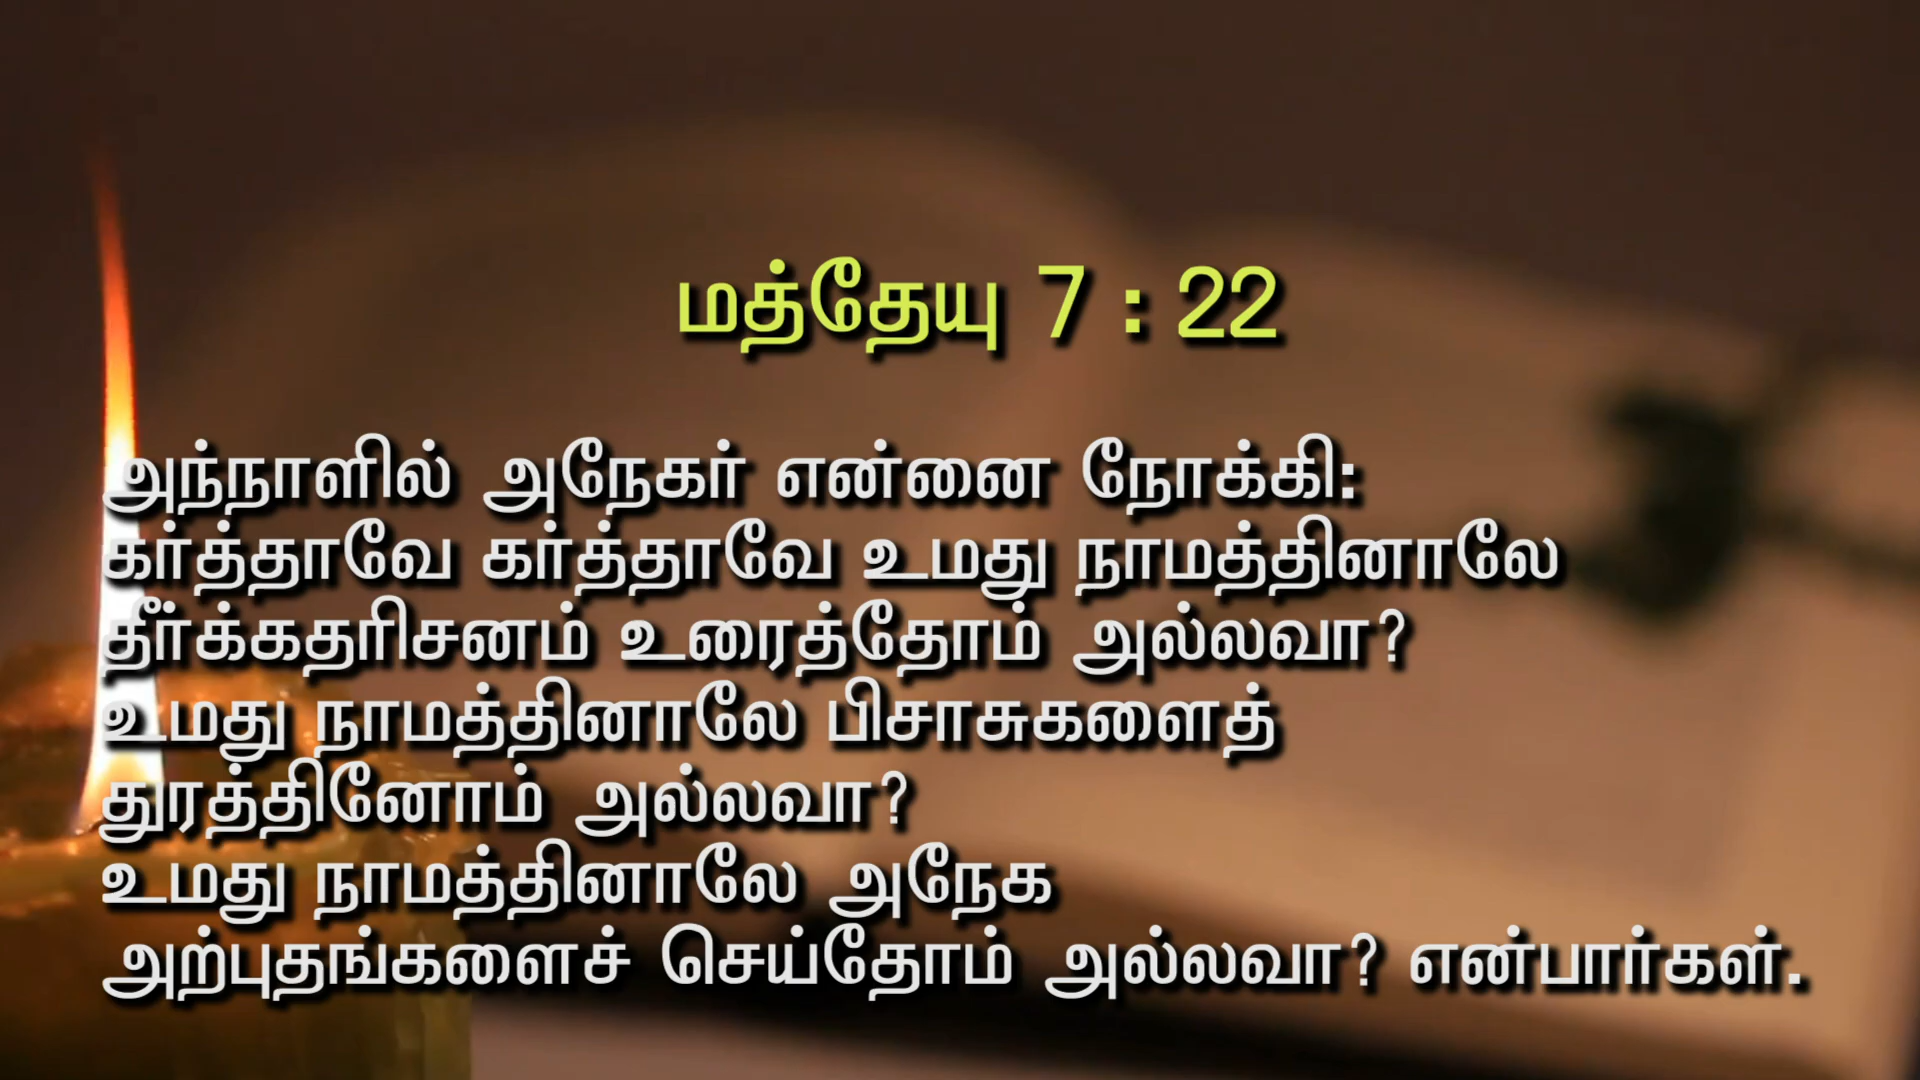 மத்தேயு 7 : 22
அந்நாளில் அநேகர் என்னை நோக்கி:
கர்த்தாவே கர்த்தாவே உமது நாமத்தினாலே
தீர்க்கதரிசனம் உரைத்தோம் அல்லவா?
உமது நாமத்தினாலே பிசாசுகளைத்
துரத்தினோம் அல்லவா?
உமது நாமத்தினாலே அநேக
அற்புதங்களைச் செய்தோம் அல்லவா? என்பார்கள்.